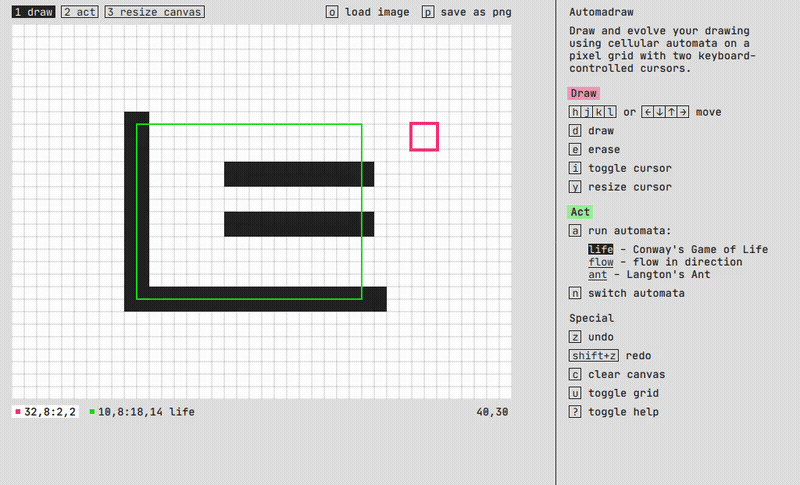 1 draw 2 act 3 resize canvas o load image p save as png
32,8:2,2 10,8:18,14 life 40,30
Automadraw
Draw and evolve your drawing
using cellular automata on a
pixel grid with two keyboard-
controlled cursors.
Draw
h j k l or ←↓↑→ move
d draw
e erase
i toggle cursor
y resize cursor
Act
a run automata:
life - Conway's Game of Life
flow - flow in direction
ant - Langton's Ant
n switch automata
Special
z undo
shift+z redo
c clear canvas
u toggle grid
? toggle help